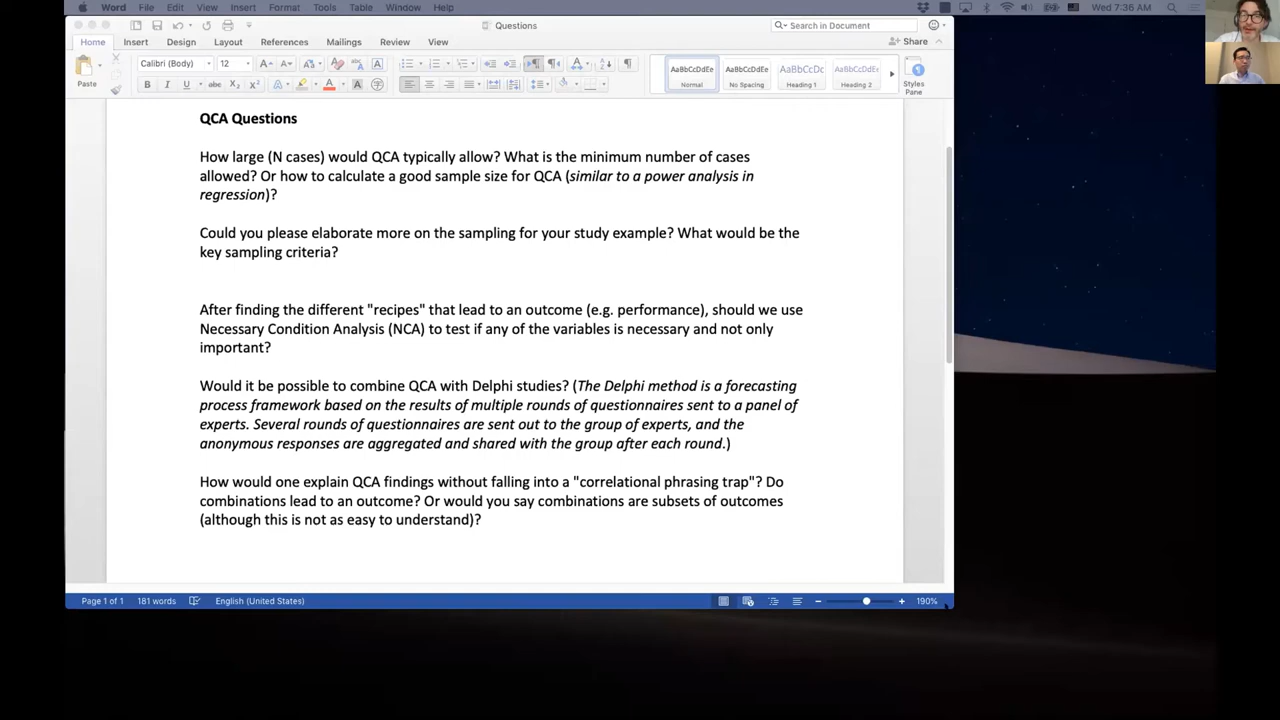 Word File Edit View Insert Format Tools Table Window Help
Wed 7:36 AM
Questions
Search in Document
Home Insert Design Layout References Mailings Review View
Share
Paste
Calibri (Body) 12
AaBbCcDdEe AaBbCcDdEe AaBbCcDc AaBbCcDdEe
Normal No Spacing Heading 1 Heading 2
Styles Pane
QCA Questions
How large (N cases) would QCA typically allow? What is the minimum number of cases
allowed? Or how to calculate a good sample size for QCA (similar to a power analysis in
regression)?
Could you please elaborate more on the sampling for your study example? What would be the
key sampling criteria?
After finding the different "recipes" that lead to an outcome (e.g. performance), should we use
Necessary Condition Analysis (NCA) to test if any of the variables is necessary and not only
important?
Would it be possible to combine QCA with Delphi studies? (The Delphi method is a forecasting
process framework based on the results of multiple rounds of questionnaires sent to a panel of
experts. Several rounds of questionnaires are sent out to the group of experts, and the
anonymous responses are aggregated and shared with the group after each round.)
How would one explain QCA findings without falling into a "correlational phrasing trap"? Do
combinations lead to an outcome? Or would you say combinations are subsets of outcomes
(although this is not as easy to understand)?
Page 1 of 1 181 words English (United States) 190%